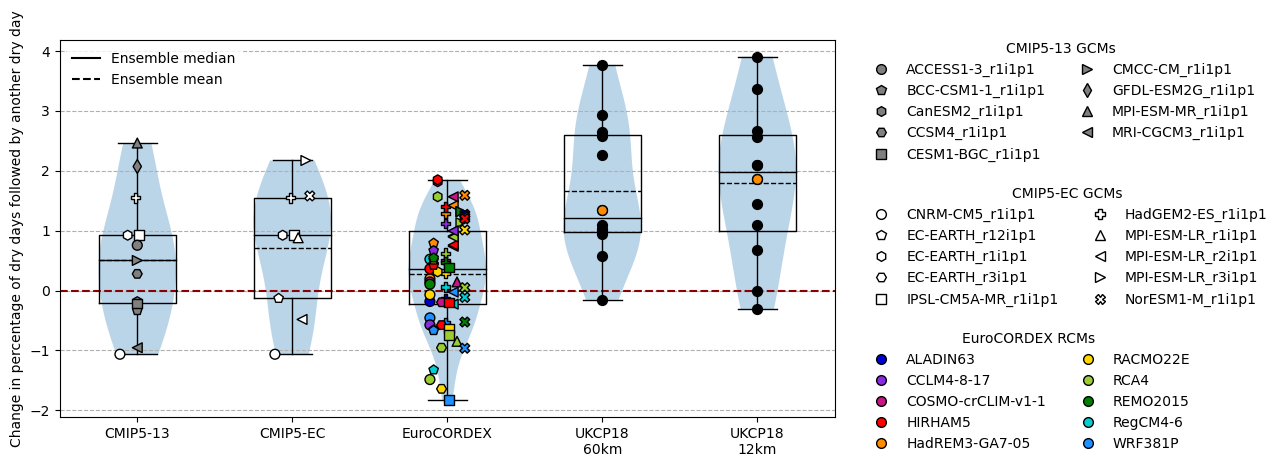 Change in percentage of dry days followed by another dry day
4
3
2
1
0
−1
−2
Ensemble median
Ensemble mean
CMIP5-13
CMIP5-EC
EuroCORDEX
UKCP18
60km
UKCP18
12km
CMIP5-13 GCMs
ACCESS1-3_r1i1p1
BCC-CSM1-1_r1i1p1
CanESM2_r1i1p1
CCSM4_r1i1p1
CESM1-BGC_r1i1p1
CMCC-CM_r1i1p1
GFDL-ESM2G_r1i1p1
MPI-ESM-MR_r1i1p1
MRI-CGCM3_r1i1p1
CMIP5-EC GCMs
CNRM-CM5_r1i1p1
EC-EARTH_r12i1p1
EC-EARTH_r1i1p1
EC-EARTH_r3i1p1
IPSL-CM5A-MR_r1i1p1
HadGEM2-ES_r1i1p1
MPI-ESM-LR_r1i1p1
MPI-ESM-LR_r2i1p1
MPI-ESM-LR_r3i1p1
NorESM1-M_r1i1p1
EuroCORDEX RCMs
ALADIN63
CCLM4-8-17
COSMO-crCLIM-v1-1
HIRHAM5
HadREM3-GA7-05
RACMO22E
RCA4
REMO2015
RegCM4-6
WRF381P